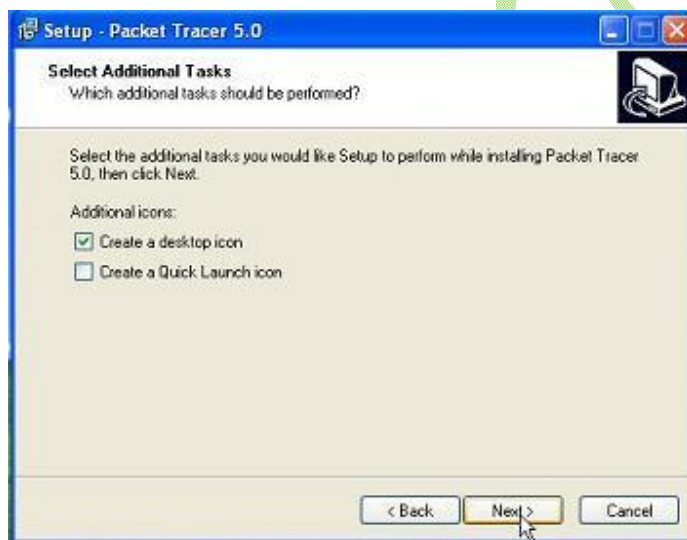 Setup - Packet Tracer 5.0
Select Additional Tasks
Which additional tasks should be performed?
Select the additional tasks you would like Setup to perform while installing Packet Tracer
5.0, then click Next.
Additional icons:
Create a desktop icon
Create a Quick Launch icon
< Back
Next >
Cancel